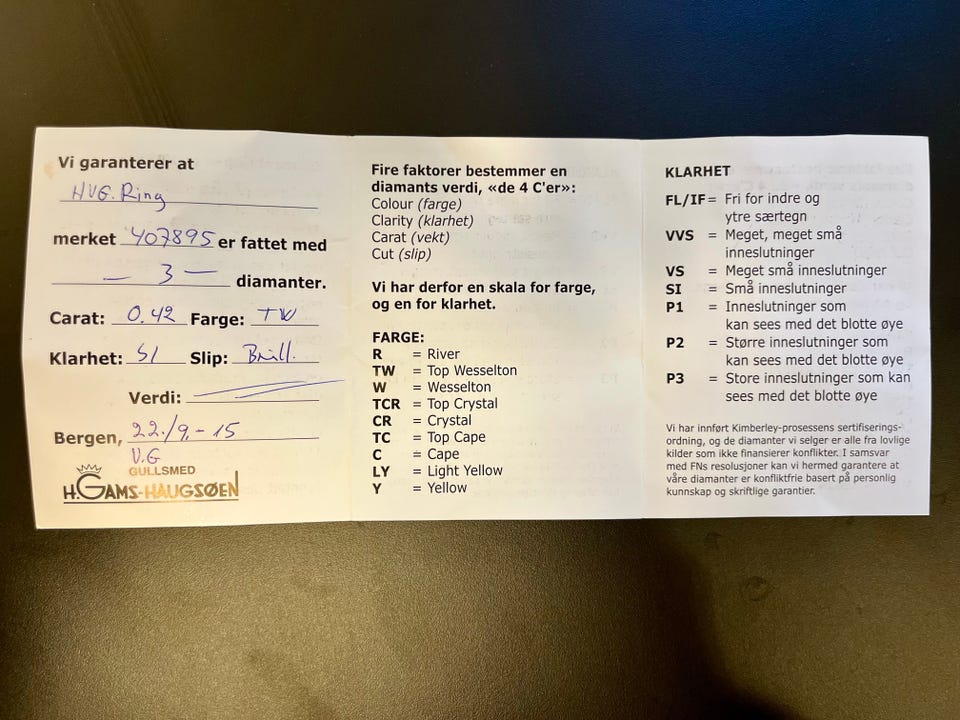 Vi garanterer at
HVG. Ring
merket 407895 er fattet med
— 3 — diamanter.
Carat: 0.42 Farge: TW
Klarhet: SI Slip: Brill.
Verdi:
Bergen, 22./9.-15
V.G
GULLSMED
H.GAMS-HAUGSØEN
Fire faktorer bestemmer en
diamants verdi, «de 4 C'er»:
Colour (farge)
Clarity (klarhet)
Carat (vekt)
Cut (slip)
Vi har derfor en skala for farge,
og en for klarhet.
FARGE:
R = River
TW = Top Wesselton
W = Wesselton
TCR = Top Crystal
CR = Crystal
TC = Top Cape
C = Cape
LY = Light Yellow
Y = Yellow
KLARHET
FL/IF = Fri for indre og
ytre særtegn
VVS = Meget, meget små
inneslutninger
VS = Meget små inneslutninger
SI = Små inneslutninger
P1 = Inneslutninger som
kan sees med det blotte øye
P2 = Større inneslutninger som
kan sees med det blotte øye
P3 = Store inneslutninger som kan
sees med det blotte øye
Vi har innført Kimberley-prosessens sertifiserings-
ordning, og de diamanter vi selger er alle fra lovlige
kilder som ikke finansierer konflikter. I samsvar
med FNs resolusjoner kan vi hermed garantere at
våre diamanter er konfliktfrie basert på personlig
kunnskap og skriftlige garantier.